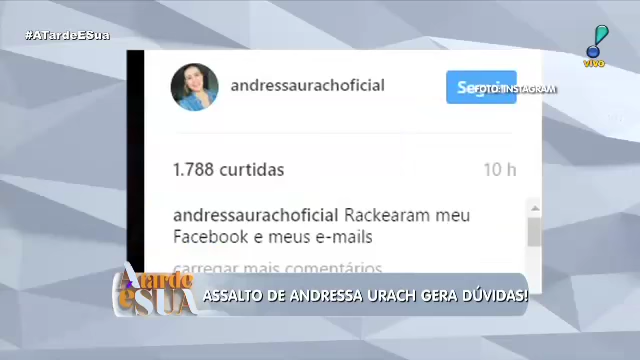 #ATardeESua
vivo
andressaurachoficial
Seguir
FOTO: INSTAGRAM
1.788 curtidas
10 h
andressaurachoficial Rackearam meu
Facebook e meus e-mails
carregar mais comentários
A tarde
é SUA
ASSALTO DE ANDRESSA URACH GERA DÚVIDAS!